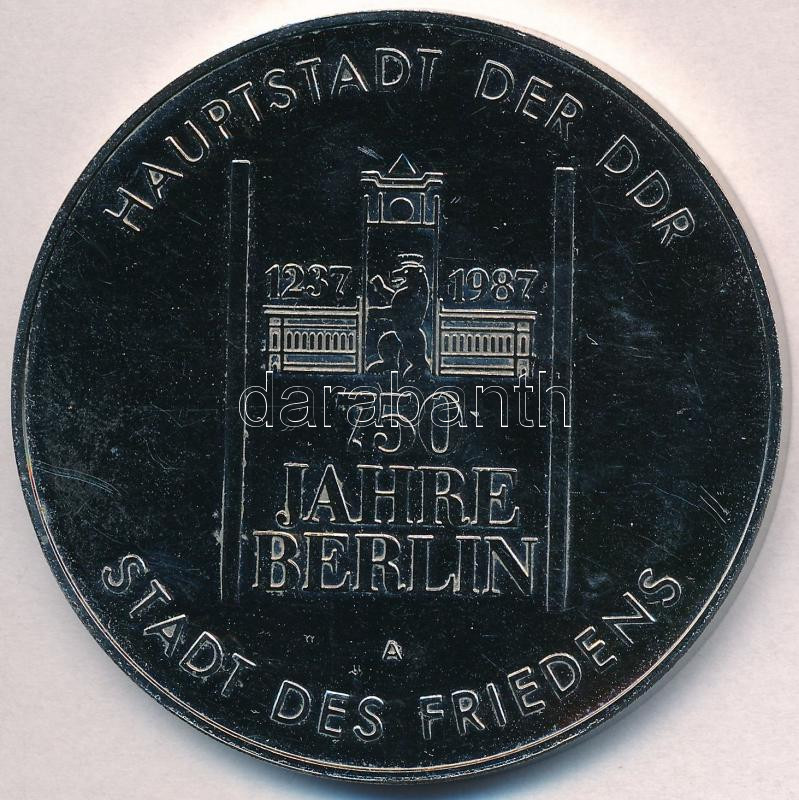 HAUPTSTADT DER DDR
1237 1987
darabanth
750
JAHRE
BERLIN
A
STADT DES FRIEDENS